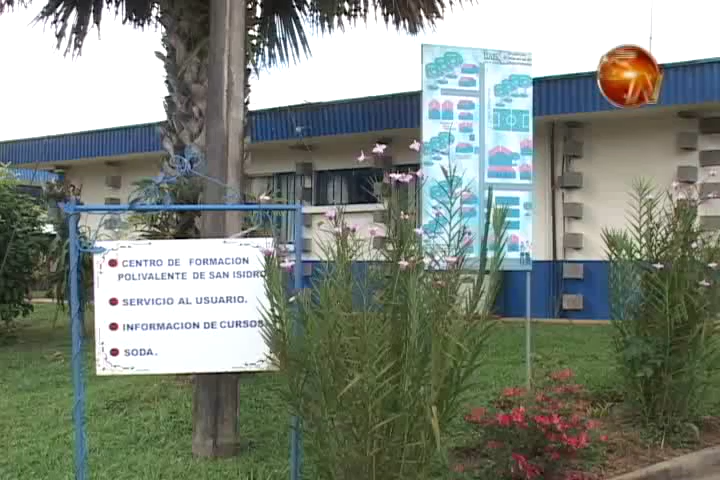 CENTRO DE FORMACION
POLIVALENTE DE SAN ISIDRO
SERVICIO AL USUARIO.
INFORMACION DE CURSOS
SODA.